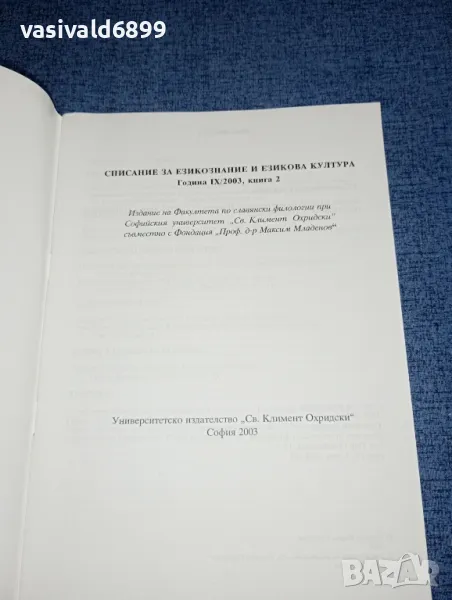 vasivald6899
СПИСАНИЕ ЗА ЕЗИКОЗНАНИЕ И ЕЗИКОВА КУЛТУРА
Година IX/2003, книга 2
Издание на Факултета по славянски филологии при
Софийския университет „Св. Климент Охридски“
съвместно с Фондация „Проф. д-р Максим Младенов“
Университетско издателство „Св. Климент Охридски“
София 2003
BAZAR